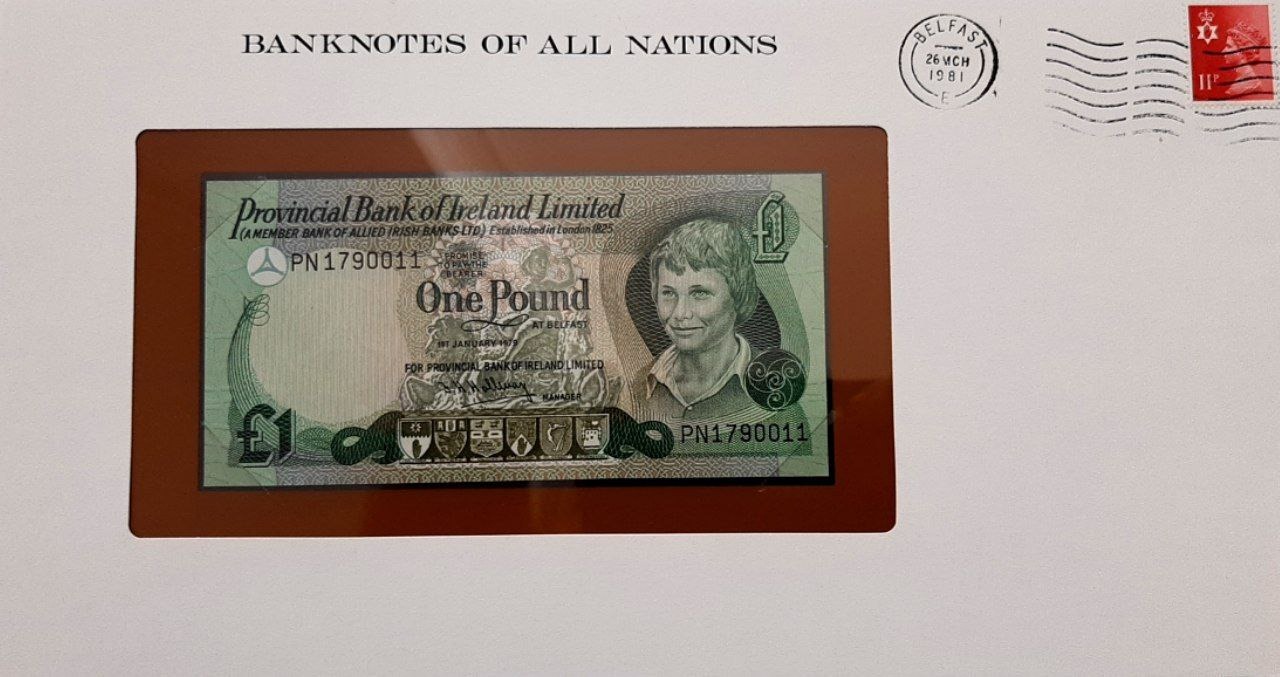 BANKNOTES OF ALL NATIONS
BELFAST
26 MCH
1981
E
11P
Provincial Bank of Ireland Limited
(A MEMBER BANK OF ALLIED IRISH BANKS LTD) Established in London 1825
£1
PN1790011
PROMISE
TO PAY THE
BEARER
One Pound
AT BELFAST
1ST JANUARY 1979
FOR PROVINCIAL BANK OF IRELAND LIMITED
MANAGER
£1
PN1790011